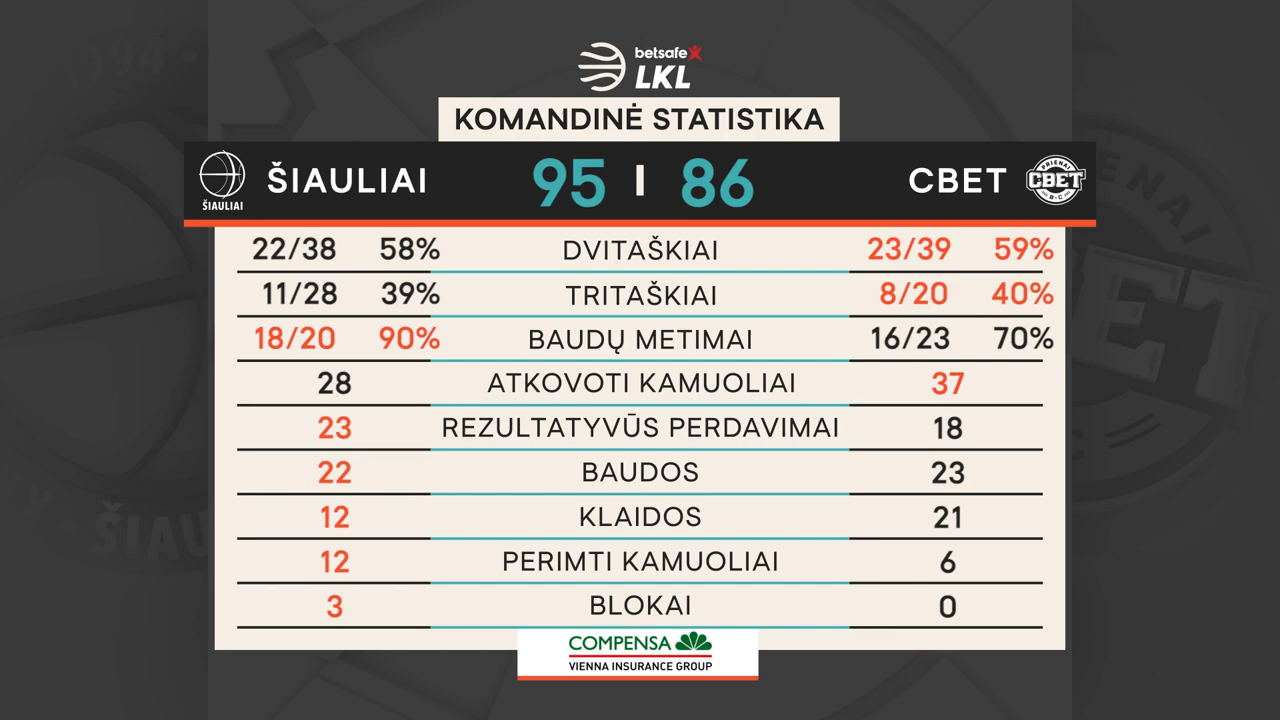 betsafe
LKL
KOMANDINĖ STATISTIKA
ŠIAULIAI
ŠIAULIAI 95 | 86 CBET
PRIENAI
CBET
B·C
22/38 58% DVITAŠKIAI 23/39 59%
11/28 39% TRITAŠKIAI 8/20 40%
18/20 90% BAUDŲ METIMAI 16/23 70%
28 ATKOVOTI KAMUOLIAI 37
23 REZULTATYVŪS PERDAVIMAI 18
22 BAUDOS 23
12 KLAIDOS 21
12 PERIMTI KAMUOLIAI 6
3 BLOKAI 0
COMPENSA
VIENNA INSURANCE GROUP